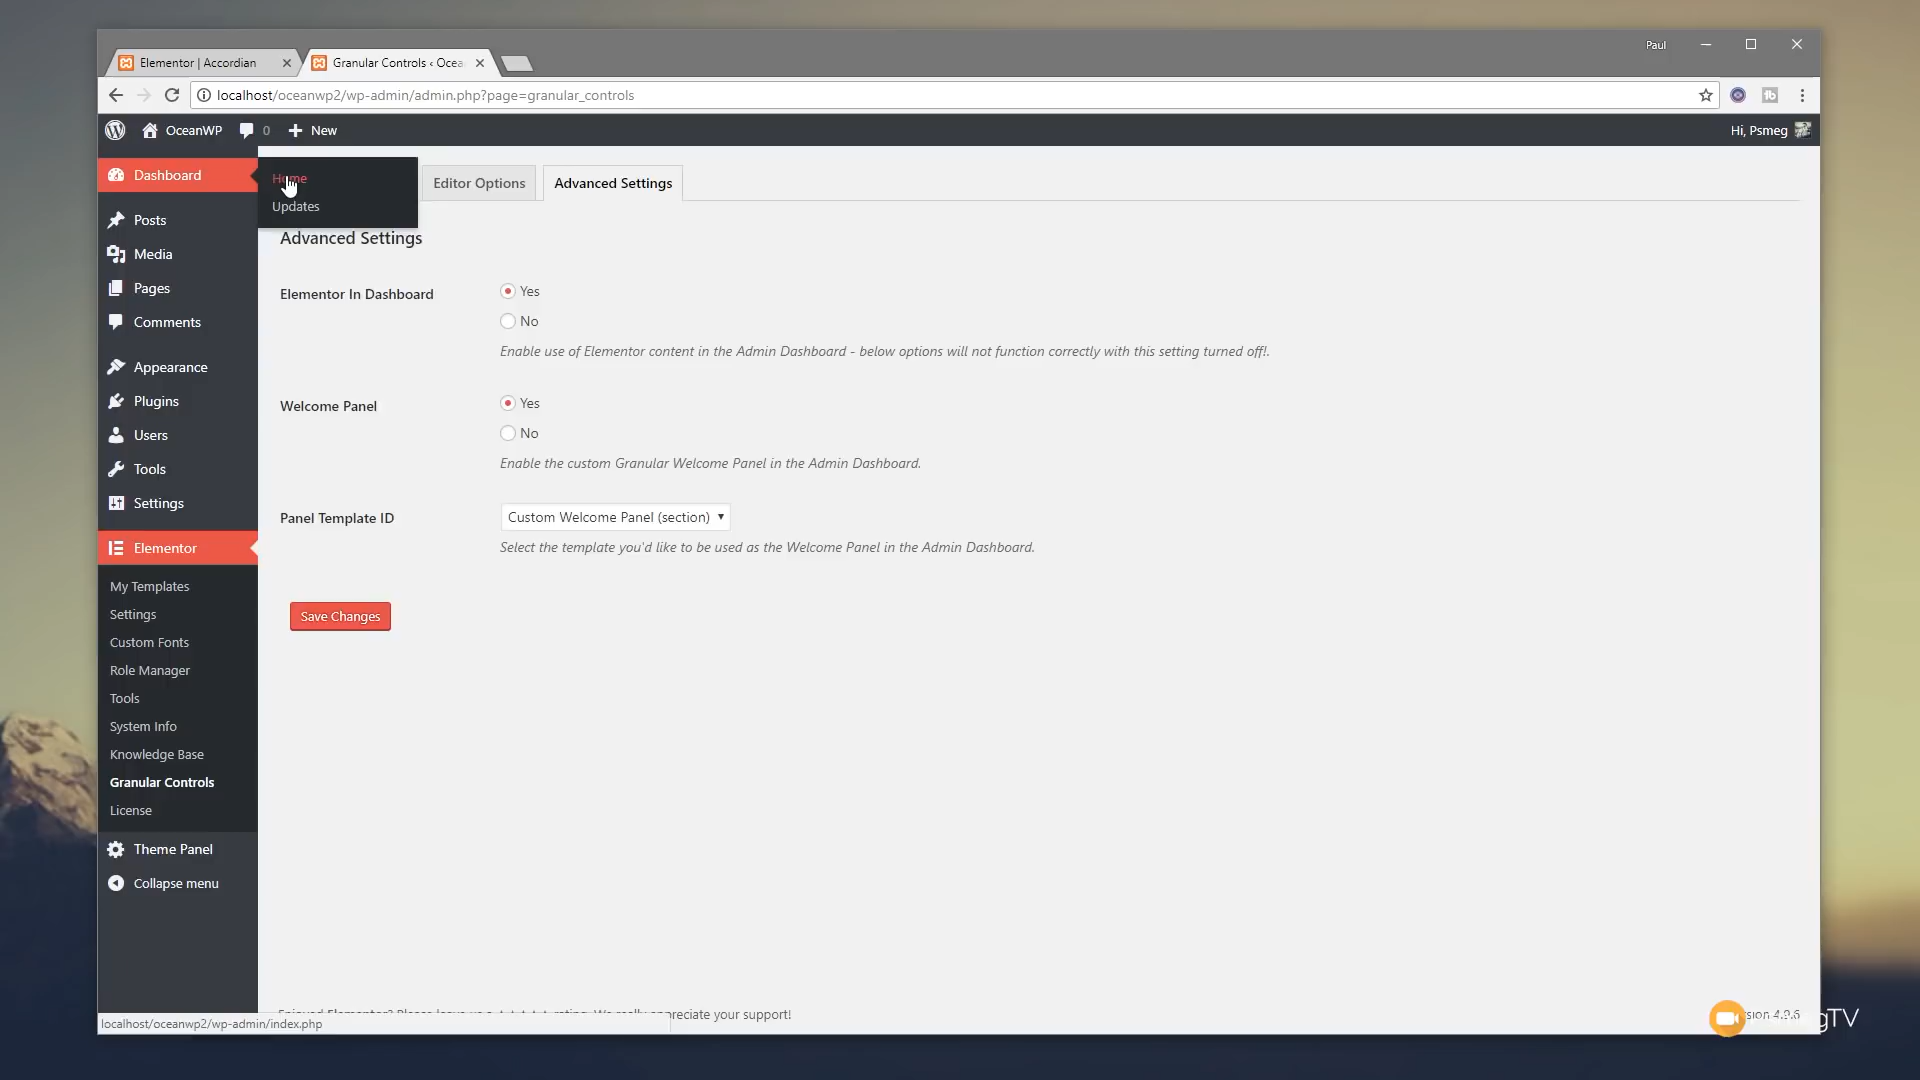 Paul
Elementor | Accordian
Granular Controls ‹ Ocea
localhost/oceanwp2/wp-admin/admin.php?page=granular_controls
OceanWP
0
New
Hi, Psmeg
Dashboard
Home
Updates
Editor Options
Advanced Settings
Posts
Media
Pages
Comments
Appearance
Plugins
Users
Tools
Settings
Elementor
My Templates
Settings
Custom Fonts
Role Manager
Tools
System Info
Knowledge Base
Granular Controls
License
Theme Panel
Collapse menu
Advanced Settings
Elementor In Dashboard
Yes
No
Enable use of Elementor content in the Admin Dashboard - below options will not function correctly with this setting turned off!.
Welcome Panel
Yes
No
Enable the custom Granular Welcome Panel in the Admin Dashboard.
Panel Template ID
Custom Welcome Panel (section)
Select the template you'd like to be used as the Welcome Panel in the Admin Dashboard.
Save Changes
preciate your support!
localhost/oceanwp2/wp-admin/index.php
4.9.6
TV